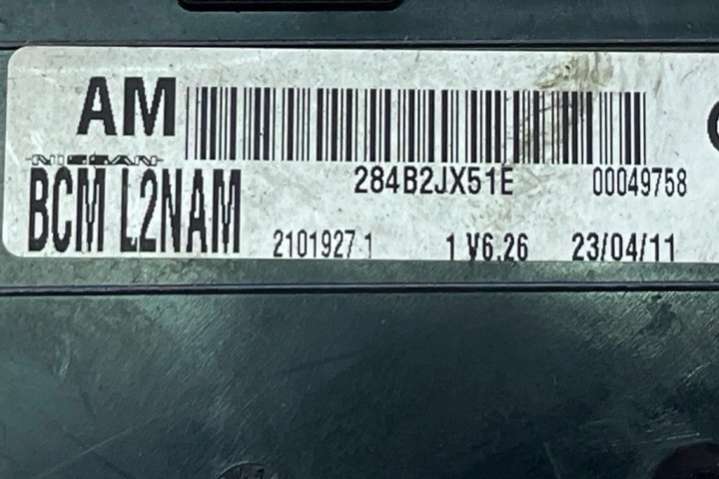 AM
NISSAN
284B2JX51E 00049758
BCM L2NAM
2101927-1 1 V6.26 23/04/11